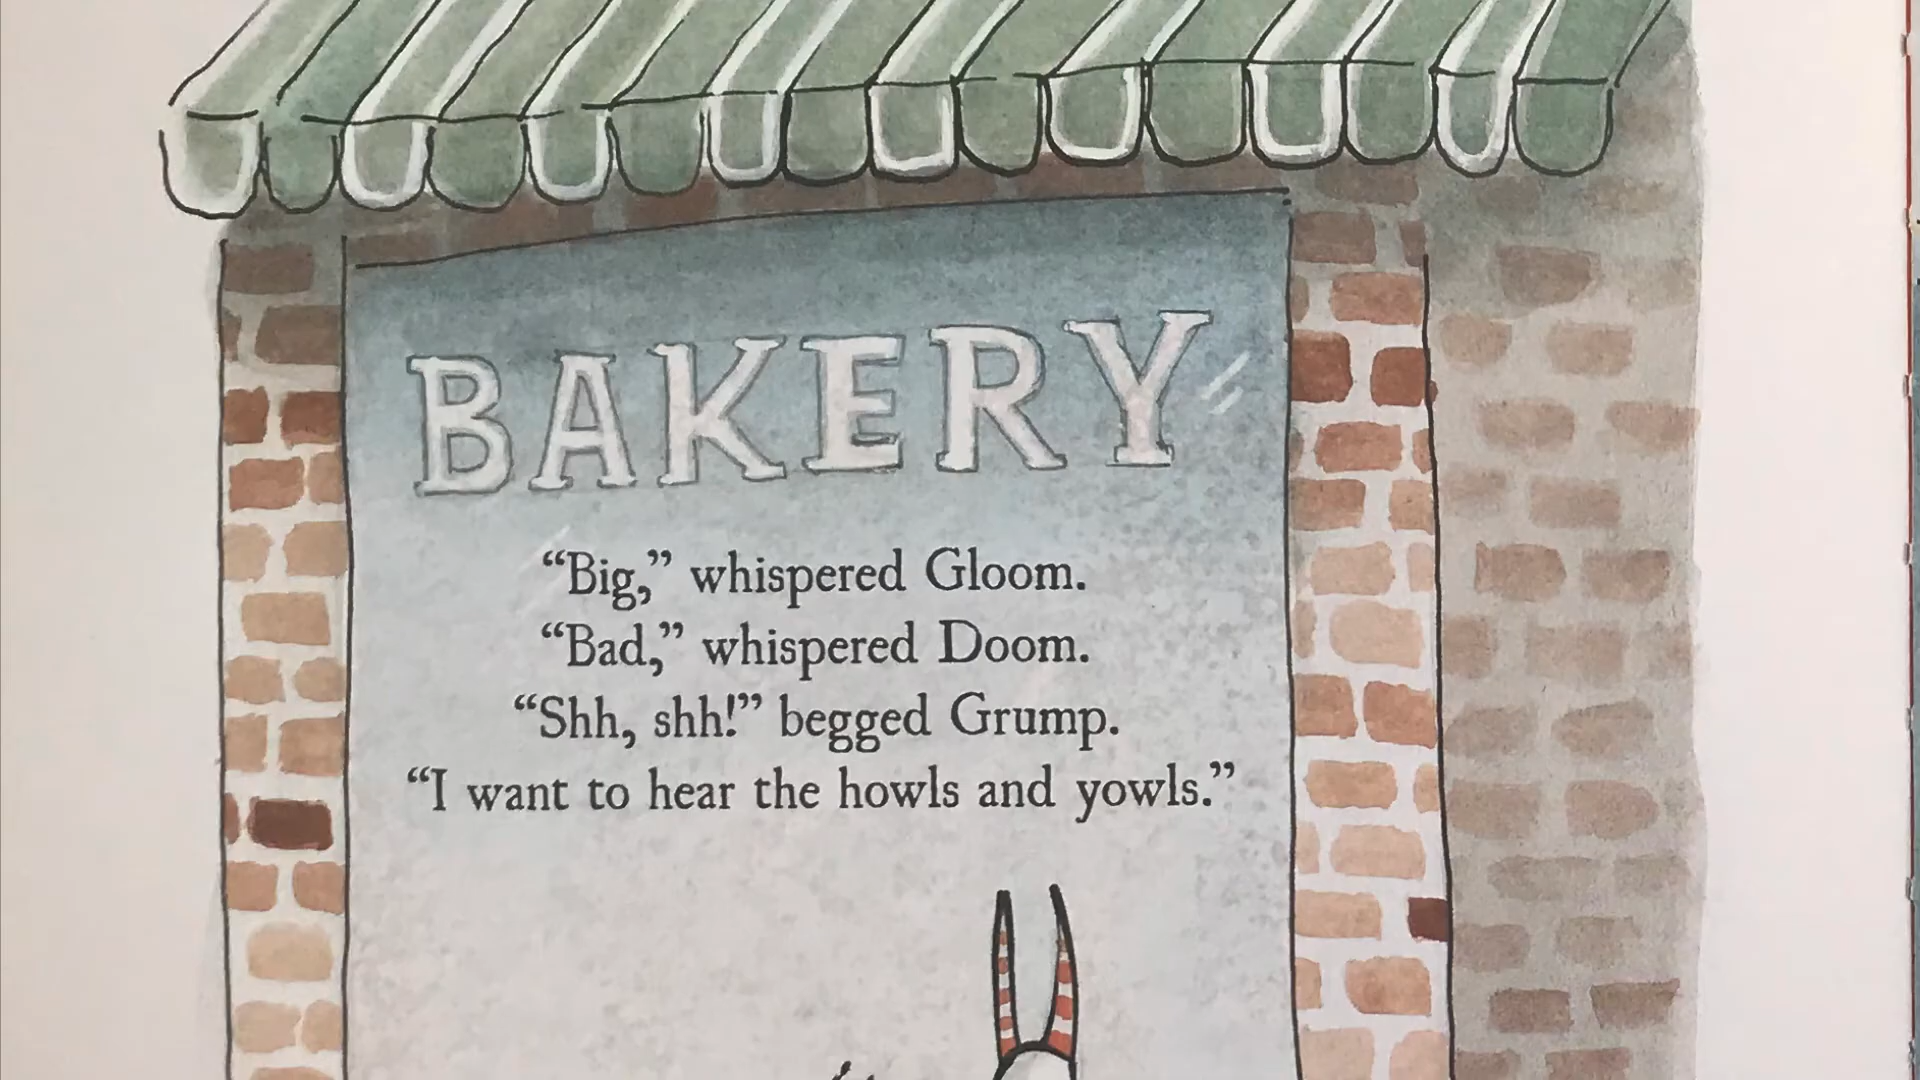 BAKERY
“Big,” whispered Gloom.
“Bad,” whispered Doom.
“Shh, shh!” begged Grump.
“I want to hear the howls and yowls.”